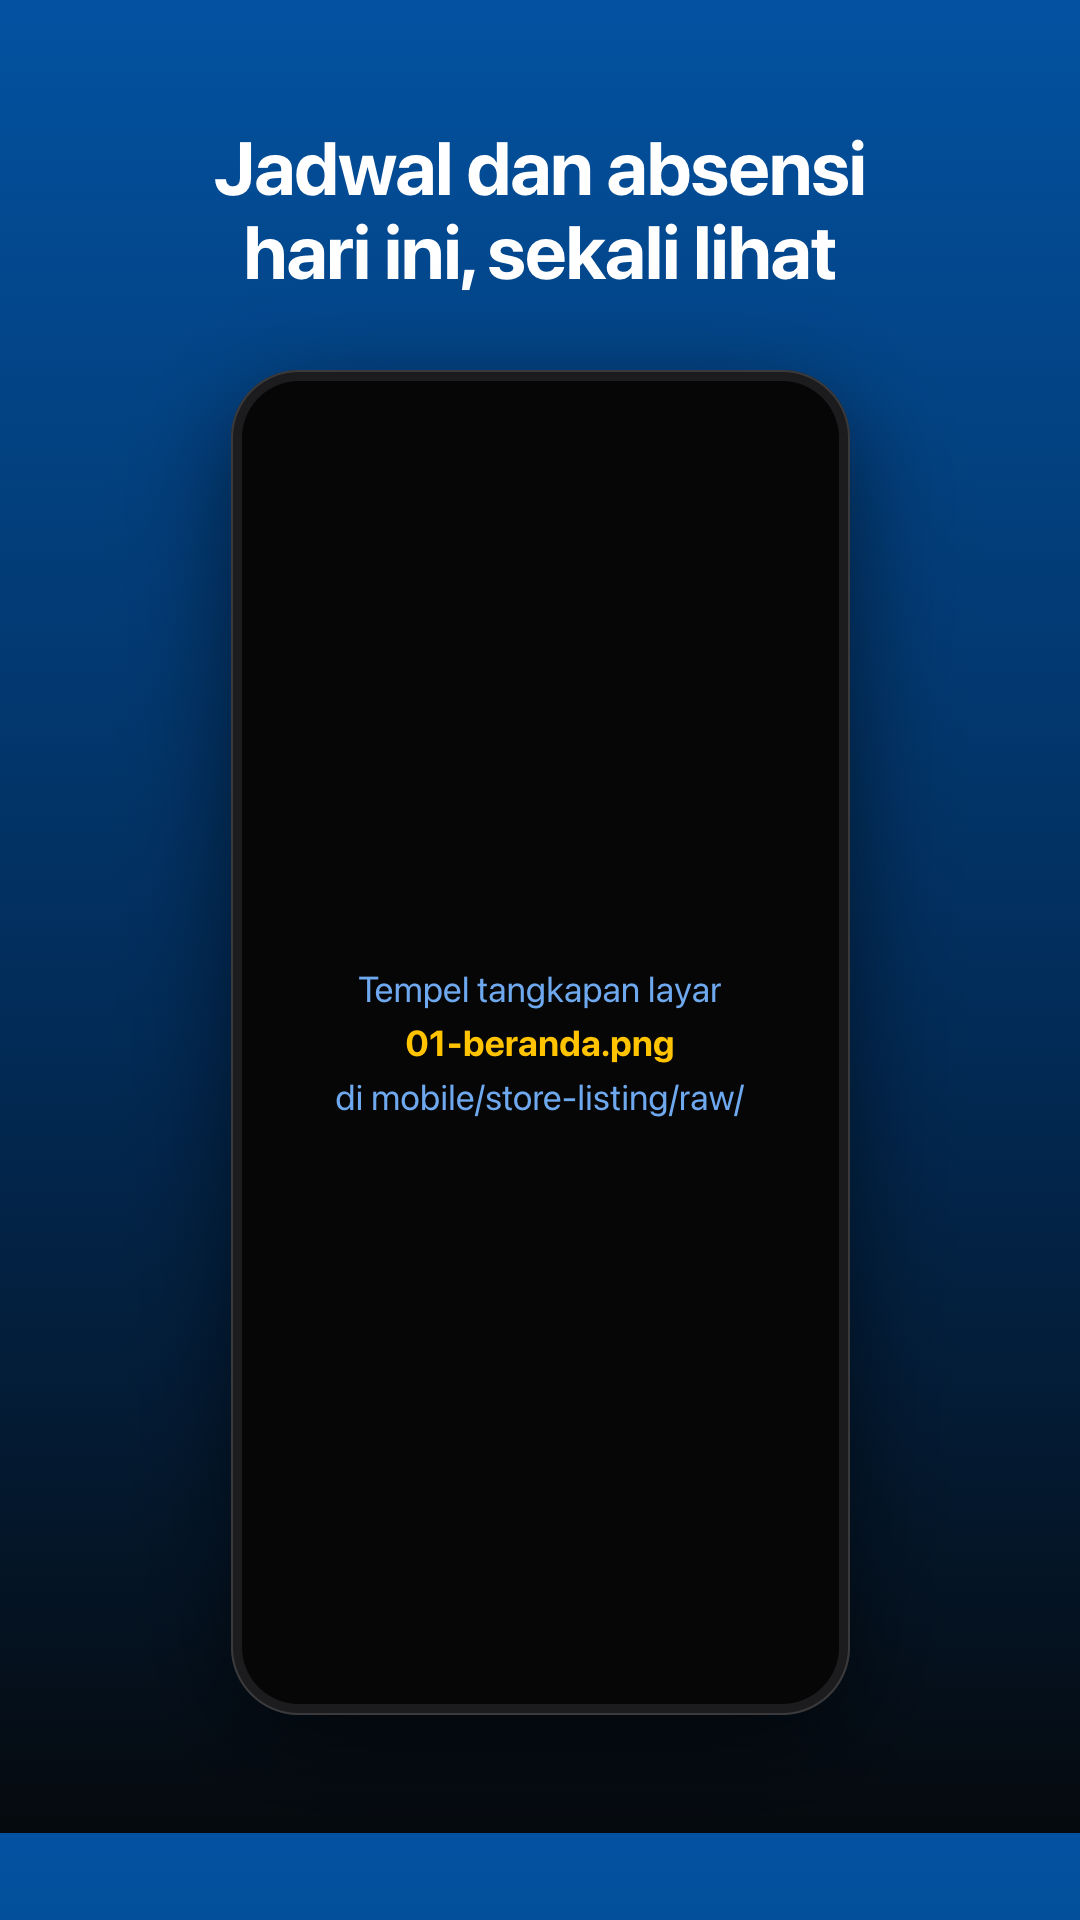 Jadwal dan absensi
hari ini, sekali lihat
Tempel tangkapan layar
01-beranda.png
di mobile/store-listing/raw/